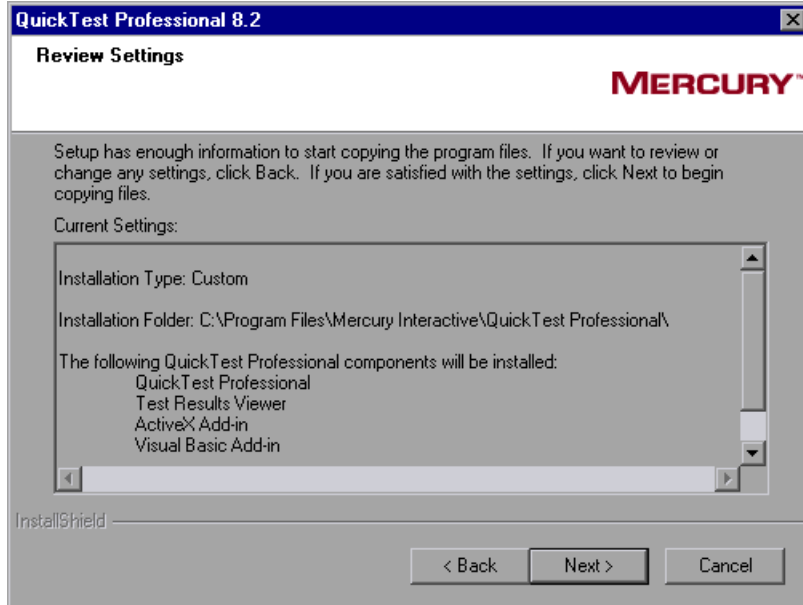 QuickTest Professional 8.2
Review Settings
MERCURY™
Setup has enough information to start copying the program files. If you want to review or
change any settings, click Back. If you are satisfied with the settings, click Next to begin
copying files.
Current Settings:
Installation Type: Custom
Installation Folder: C:\Program Files\Mercury Interactive\QuickTest Professional\
The following QuickTest Professional components will be installed:
QuickTest Professional
Test Results Viewer
ActiveX Add-in
Visual Basic Add-in
InstallShield
< Back
Next >
Cancel